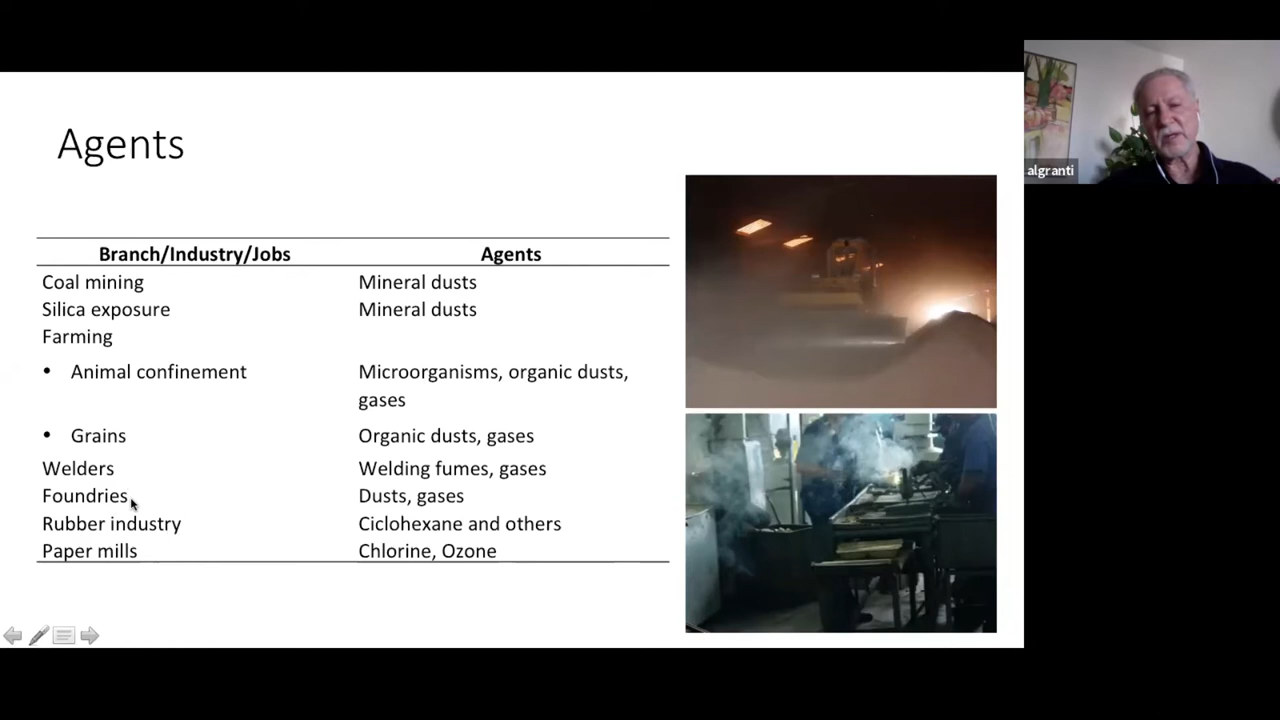 Agents
algranti
Branch/Industry/Jobs Agents
Coal mining Mineral dusts
Silica exposure Mineral dusts
Farming
• Animal confinement Microorganisms, organic dusts,
gases
• Grains Organic dusts, gases
Welders Welding fumes, gases
Foundries Dusts, gases
Rubber industry Ciclohexane and others
Paper mills Chlorine, Ozone